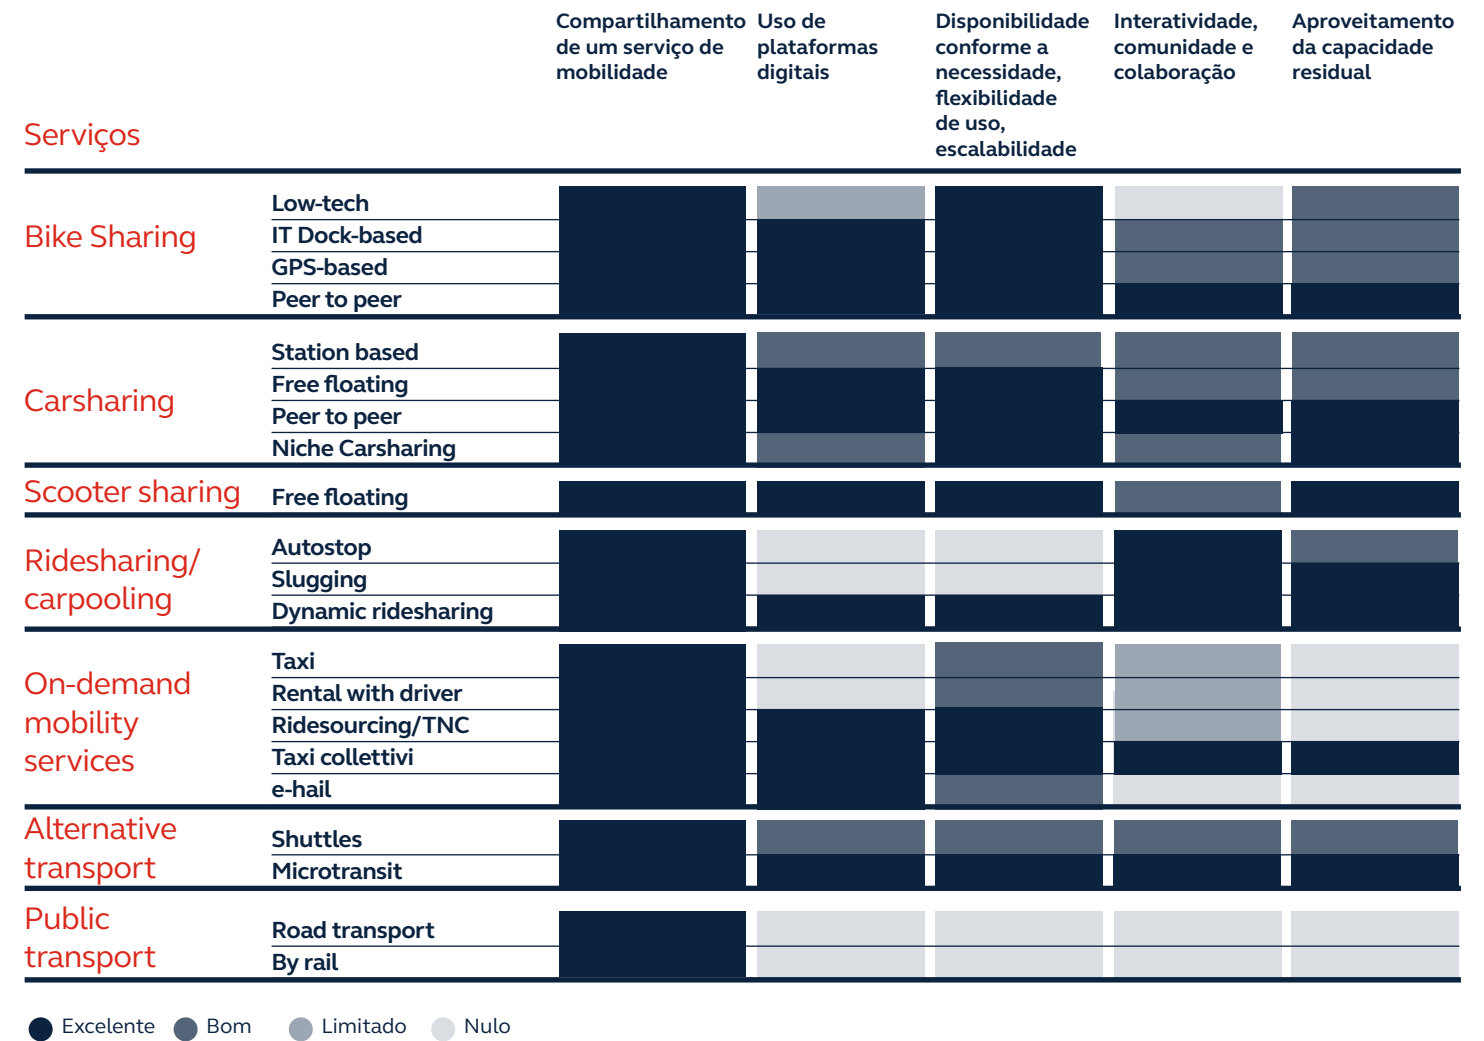 Compartilhamento
de um serviço de
mobilidade
Uso de
plataformas
digitais
Disponibilidade
conforme a
necessidade,
flexibilidade
de uso,
escalabilidade
Interatividade,
comunidade e
colaboração
Aproveitamento
da capacidade
residual
Serviços
Bike Sharing
Low-tech
IT Dock-based
GPS-based
Peer to peer
Carsharing
Station based
Free floating
Peer to peer
Niche Carsharing
Scooter sharing
Free floating
Ridesharing/
carpooling
Autostop
Slugging
Dynamic ridesharing
On-demand
mobility
services
Taxi
Rental with driver
Ridesourcing/TNC
Taxi collettivi
e-hail
Alternative
transport
Shuttles
Microtransit
Public
transport
Road transport
By rail
Excelente
Bom
Limitado
Nulo